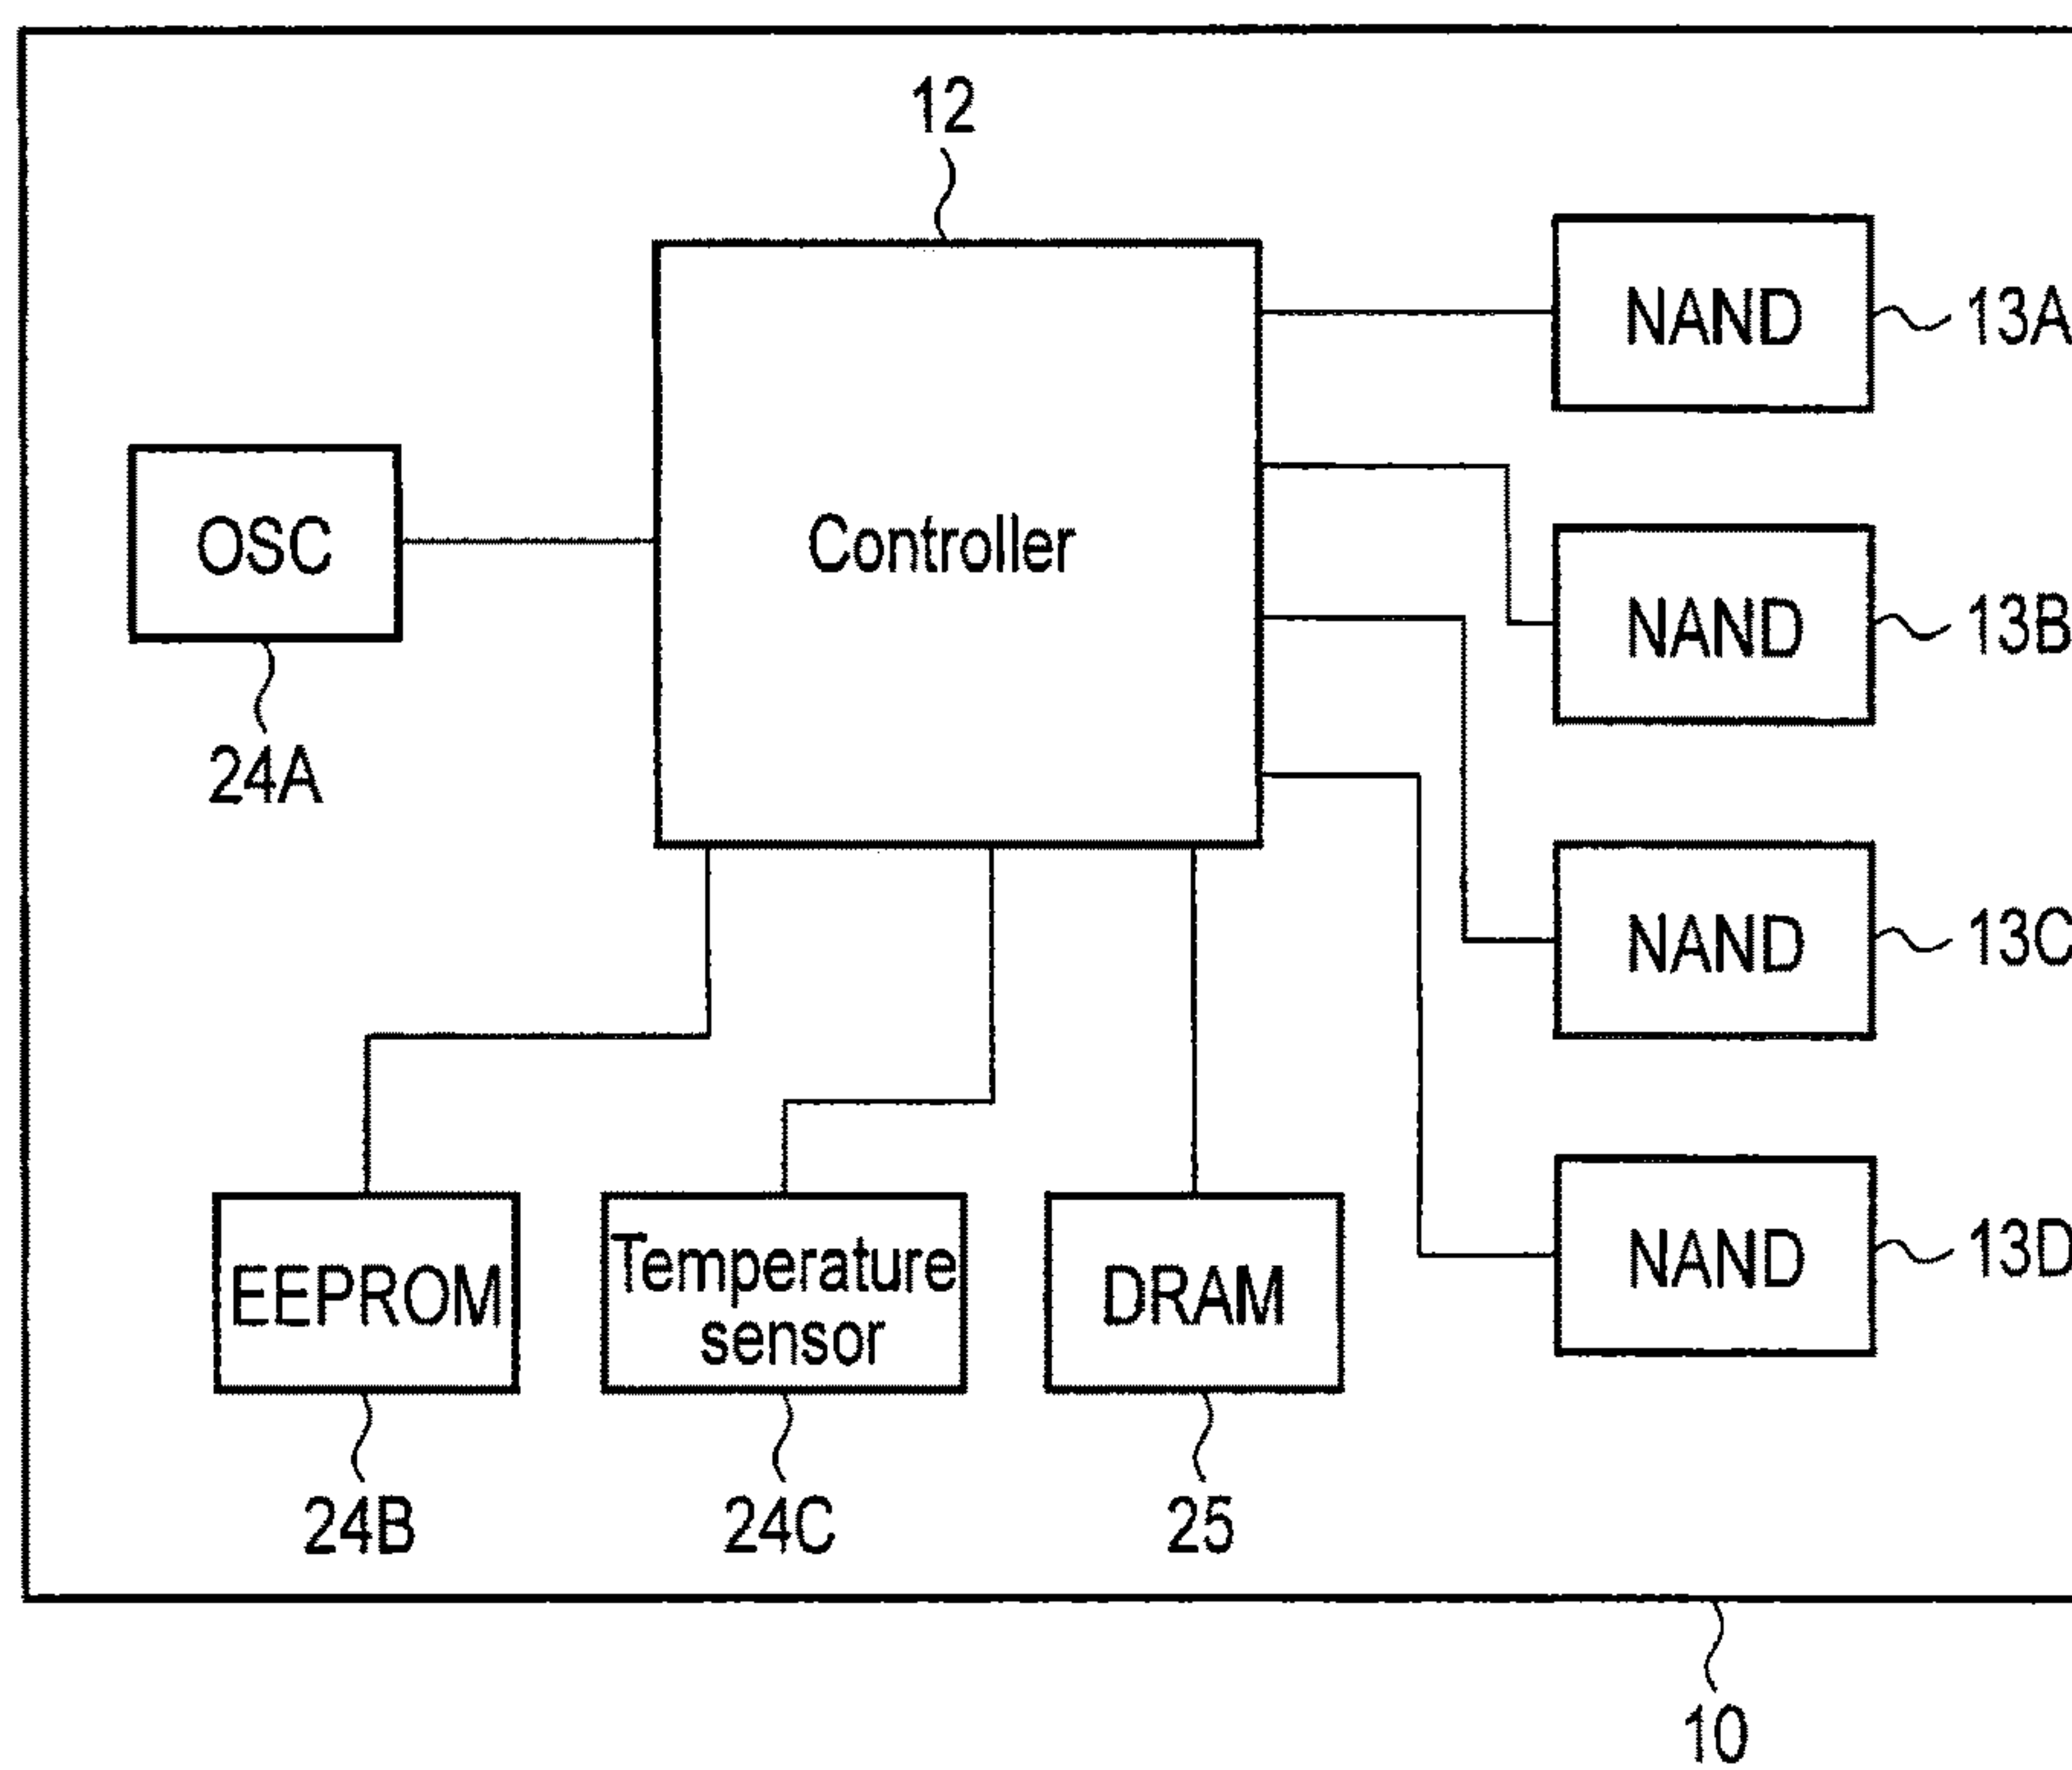 12
NAND
13A
OSC
Controller
NAND
13B
24A
NAND
13C
EEPROM
Temperature
sensor
DRAM
NAND
13D
24B
24C
25
10